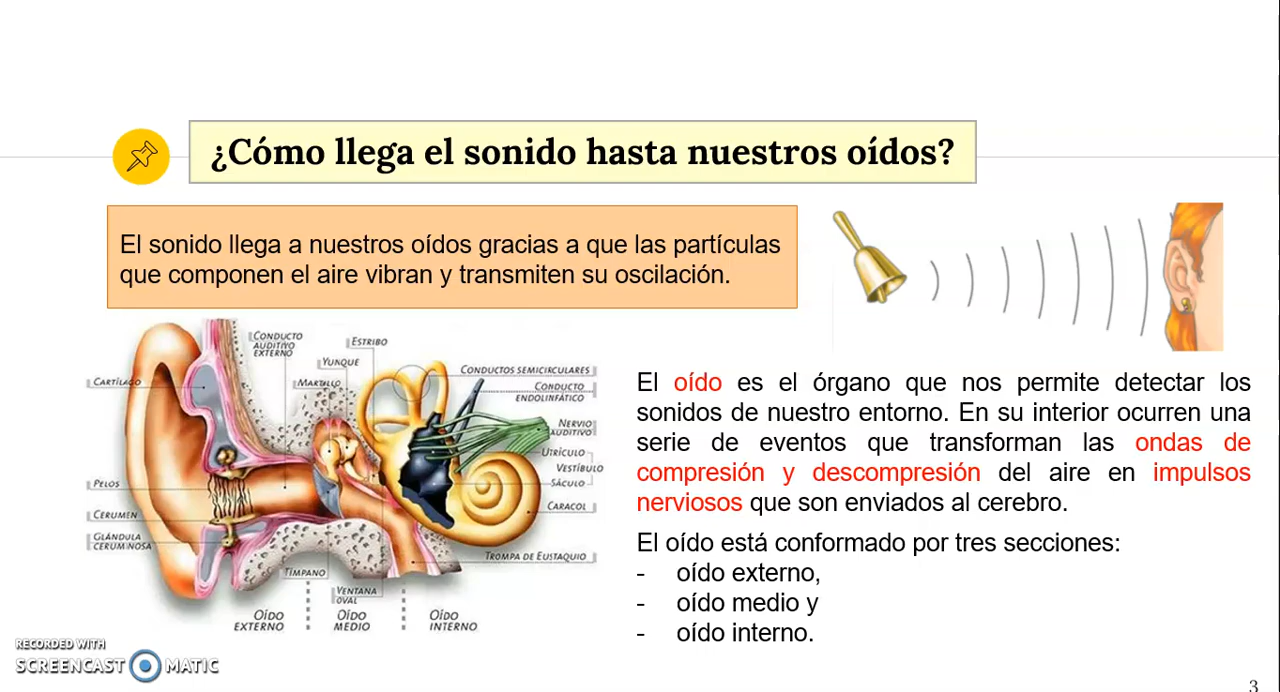 ¿Cómo llega el sonido hasta nuestros oídos?
El sonido llega a nuestros oídos gracias a que las partículas
que componen el aire vibran y transmiten su oscilación.
CONDUCTO
AUDITIVO
EXTERNO
ESTRIBO
YUNQUE
MARTILLO
CARTÍLAGO
CONDUCTOS SEMICIRCULARES
CONDUCTO
ENDOLINFÁTICO
NERVIO
AUDITIVO
UTRÍCULO
VESTÍBULO
SÁCULO
CARACOL
PELOS
CERUMEN
GLÁNDULA
CERUMINOSA
TROMPA DE EUSTAQUIO
TÍMPANO
VENTANA
OVAL
OÍDO
EXTERNO
OÍDO
MEDIO
OÍDO
INTERNO
El oído es el órgano que nos permite detectar los
sonidos de nuestro entorno. En su interior ocurren una
serie de eventos que transforman las ondas de
compresión y descompresión del aire en impulsos
nerviosos que son enviados al cerebro.
El oído está conformado por tres secciones:
- oído externo,
- oído medio y
- oído interno.
RECORDED WITH
SCREENCAST MATIC
3